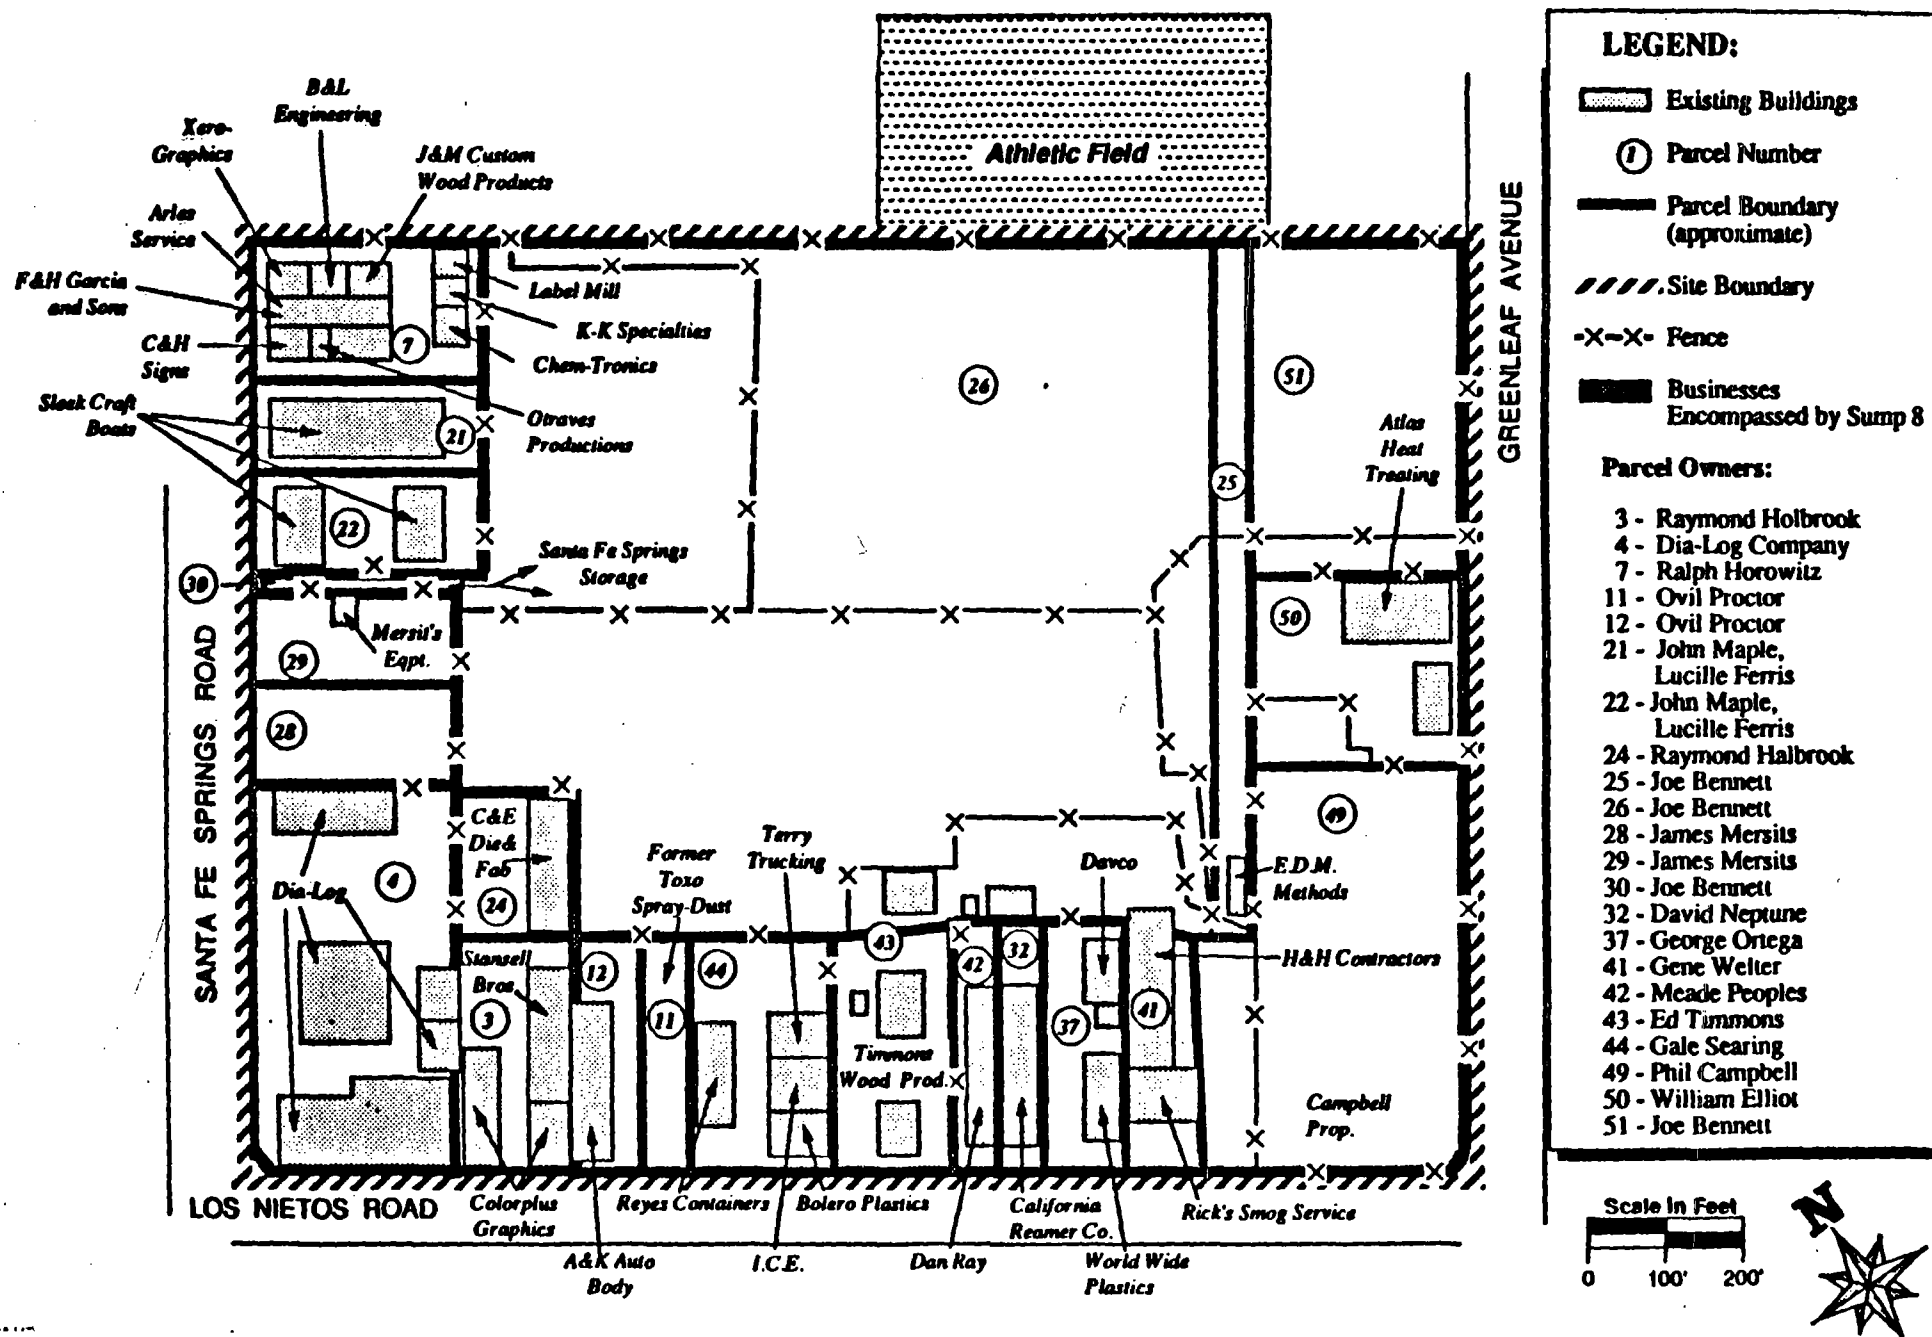 B&L
Engineering
Xero-
Graphics
J&M Custom
Wood Products
Arles
Service
F&H Garcia
and Sons
C&H
Signs
Sleek Craft
Boats
Label Mill
K-K Specialties
Chem-Tronics
Otraves
Productions
Santa Fe Springs
Storage
Mersit's
Eqpt.
Athletic Field
Atlas
Heat
Treating
7
21
22
30
29
28
4
24
3
12
11
44
43
42
32
37
41
26
25
51
50
49
Dia-Log
C&E
Die &
Fab
Stansell
Bros.
Former
Toxo
Spray-Dust
Terry
Trucking
Timmons
Wood Prod.
Davco
E.D.M.
Methods
H&H Contractors
Campbell
Prop.
Colorplus
Graphics
A&K Auto
Body
Reyes Containers
I.C.E.
Bolero Plastics
Dan Ray
California
Reamer Co.
World Wide
Plastics
Rick's Smog Service
SANTA FE SPRINGS ROAD
LOS NIETOS ROAD
GREENLEAF AVENUE
LEGEND:
Existing Buildings
1 Parcel Number
Parcel Boundary
(approximate)
Site Boundary
-X-X- Fence
Businesses
Encompassed by Sump 8
Parcel Owners:
3 - Raymond Holbrook
4 - Dia-Log Company
7 - Ralph Horowitz
11 - Ovil Proctor
12 - Ovil Proctor
21 - John Maple,
Lucille Ferris
22 - John Maple,
Lucille Ferris
24 - Raymond Halbrook
25 - Joe Bennett
26 - Joe Bennett
28 - James Mersits
29 - James Mersits
30 - Joe Bennett
32 - David Neptune
37 - George Ortega
41 - Gene Welter
42 - Meade Peoples
43 - Ed Timmons
44 - Gale Searing
49 - Phil Campbell
50 - William Elliot
51 - Joe Bennett
Scale In Feet
0 100' 200'
N